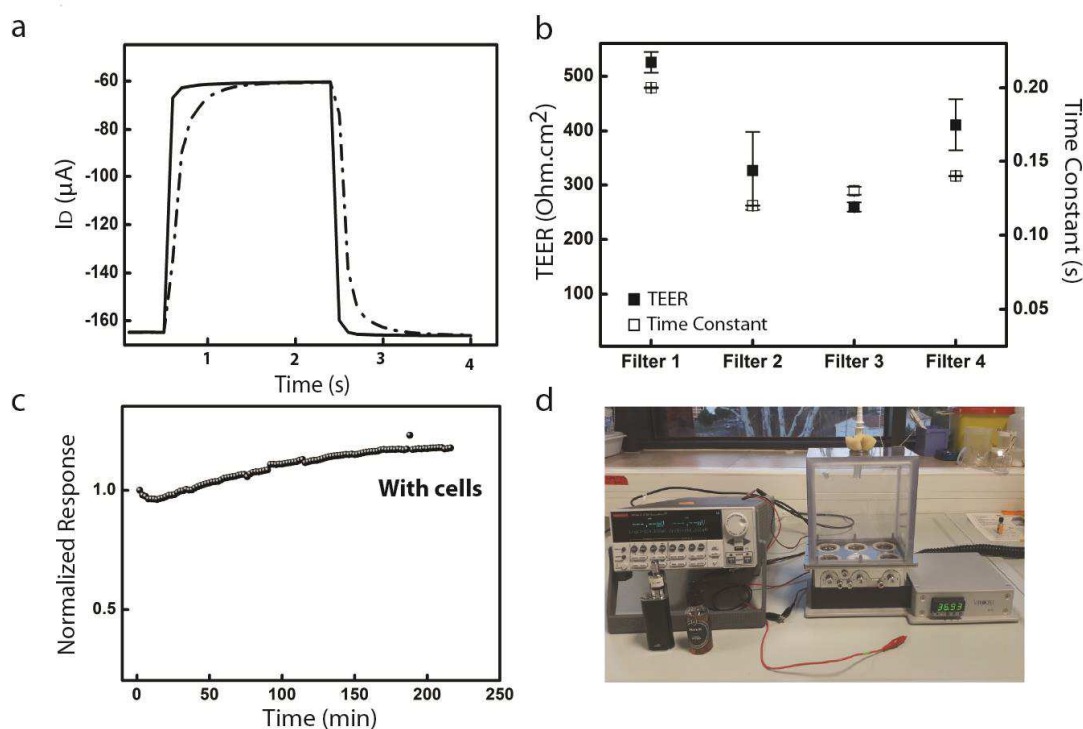 a
-60
-80
-100
-120
-140
-160
ID (μA)
1
2
3
4
Time (s)
b
500
400
300
200
100
TEER (Ohm.cm²)
0.20
0.15
0.10
0.05
Time Constant (s)
TEER
Time Constant
Filter 1
Filter 2
Filter 3
Filter 4
c
1.0
0.5
Normalized Response
With cells
0
50
100
150
200
250
Time (min)
d
36.93